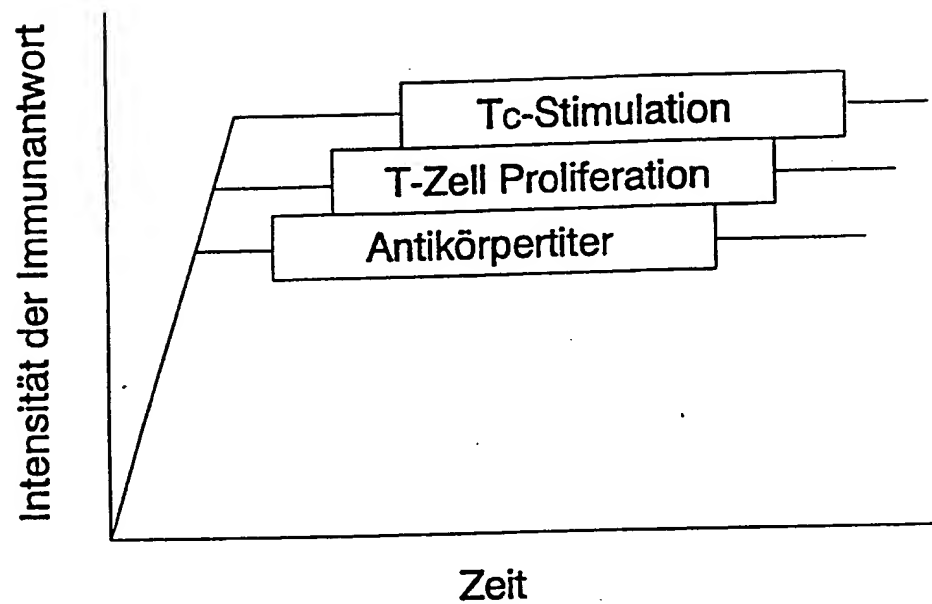 Intensität der Immunantwort
Tc-Stimulation
T-Zell Proliferation
Antikörpertiter
Zeit